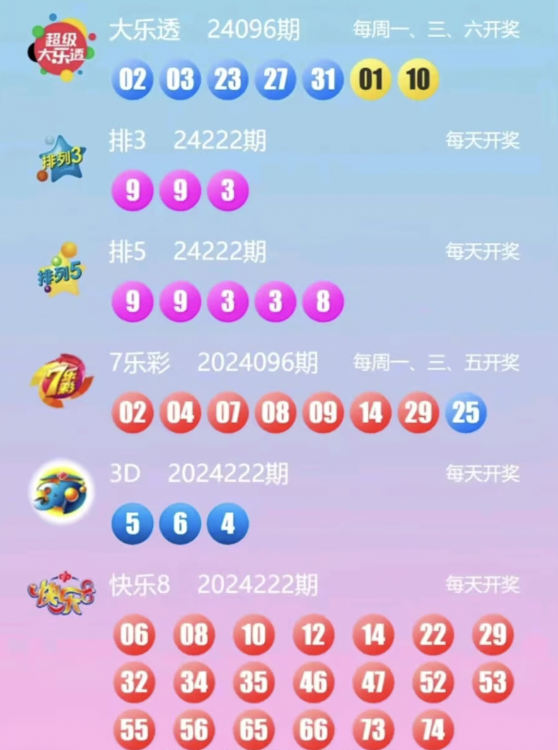 超级
大乐透
大乐透 24096期 每周一、三、六开奖
02 03 23 27 31 01 10
排列3
排3 24222期 每天开奖
9 9 3
排列5
排5 24222期 每天开奖
9 9 3 3 8
7乐彩
7乐彩 2024096期 每周一、三、五开奖
02 04 07 08 09 14 29 25
3D
3D 2024222期 每天开奖
5 6 4
快乐8 2024222期 每天开奖
06 08 10 12 14 22 29
32 34 35 46 47 52 53
55 56 65 66 73 74